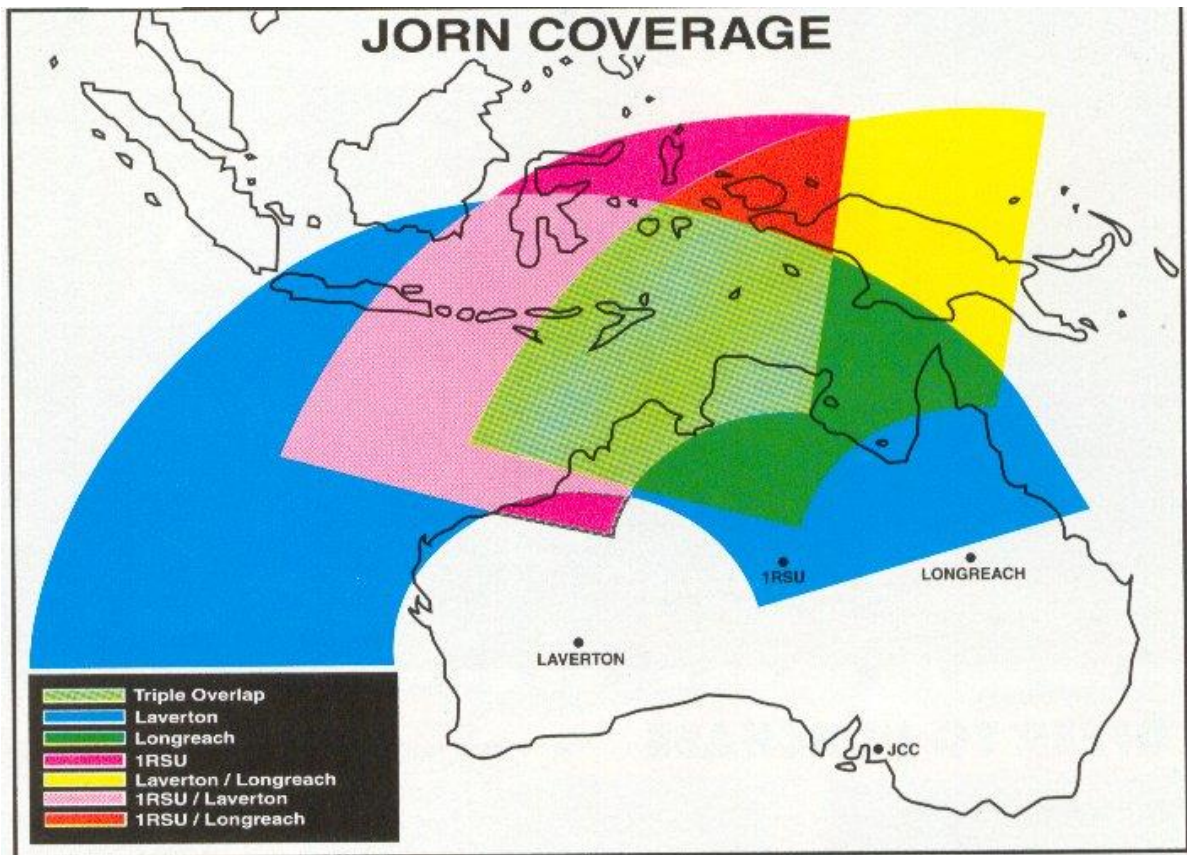 JORN COVERAGE
1RSU
LONGREACH
LAVERTON
JCC
Triple Overlap
Laverton
Longreach
1RSU
Laverton / Longreach
1RSU / Laverton
1RSU / Longreach